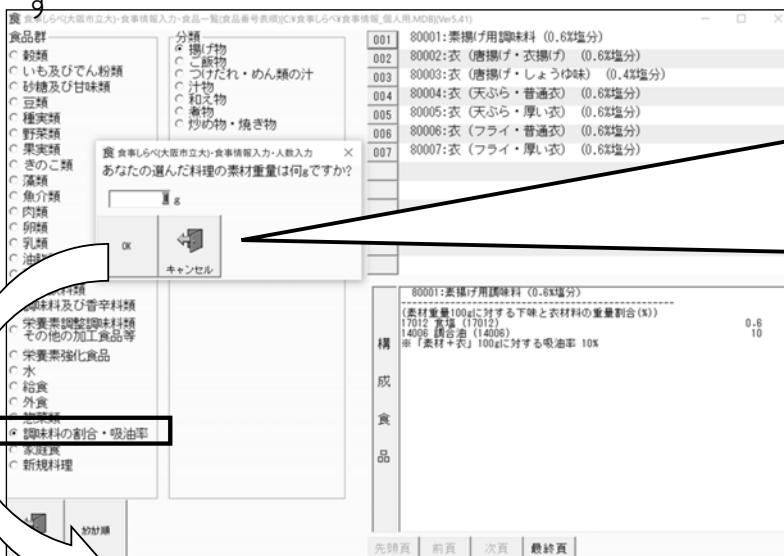 g
食事しらべ(大阪市立大)-食事情報入力-食品一覧(食品番号表順)[C:¥食事しらべ¥食事情報_個人用.MDB](Ver5.41)
食品群
穀類
いも及びでん粉類
砂糖及び甘味類
豆類
種実類
野菜類
果実類
きのこ類
藻類
魚介類
肉類
卵類
乳類
油脂
調味料及び香辛料類
栄養素調整調味料類
その他の加工食品等
栄養素強化食品
水
給食
外食
惣菜類
調味料の割合・吸油率
家庭食
新規料理
ｶﾅｶﾅ順
分類
揚げ物
ご飯物
つけだれ・めん類の汁
汁物
和え物
煮物
炒め物・焼き物
食事しらべ(大阪市立大)-食事情報入力-人数入力
あなたの選んだ料理の素材重量は何gですか?
g
OK
キャンセル
001 80001:素揚げ用調味料 (0.6%塩分)
002 80002:衣 (唐揚げ・衣揚げ) (0.6%塩分)
003 80003:衣 (唐揚げ・しょうゆ味) (0.4%塩分)
004 80004:衣 (天ぷら・普通衣) (0.6%塩分)
005 80005:衣 (天ぷら・厚い衣) (0.6%塩分)
006 80006:衣 (フライ・普通衣) (0.6%塩分)
007 80007:衣 (フライ・厚い衣) (0.6%塩分)
構成食品
80001:素揚げ用調味料 (0.6%塩分)
(素材重量100gに対する下味と衣材料の重量割合(%))
17012 食塩 (17012) 0.6
14006 調合油 (14006) 10
※「素材+衣」100gに対する吸油率 10%
先頭頁 前頁 次頁 最終頁